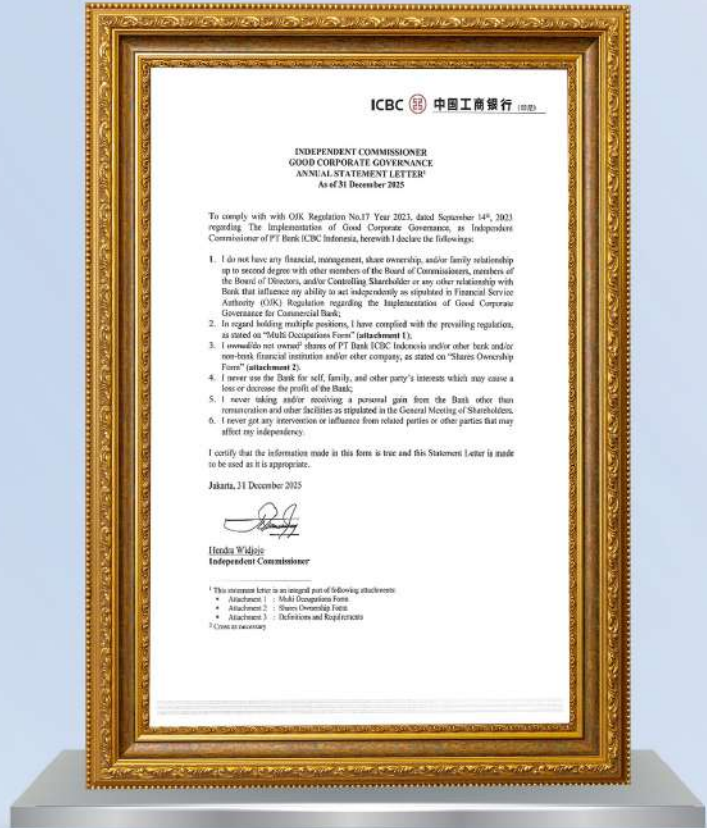 ICBC 中国工商银行 (印尼)
INDEPENDENT COMMISSIONER
GOOD CORPORATE GOVERNANCE
ANNUAL STATEMENT LETTER¹
As of 31 December 2025
To comply with with OJK Regulation No.17 Year 2023, dated September 14th, 2023
regarding The Implementation of Good Corporate Governance, as Independent
Commissioner of PT Bank ICBC Indonesia, herewith I declare the followings:
1. I do not have any financial, management, share ownership, and/or family relationship
up to second degree with other members of the Board of Commissioners, members of
the Board of Directors, and/or Controlling Shareholder or any other relationship with
Bank that influence my ability to act independently as stipulated in Financial Service
Authority (OJK) Regulation regarding the Implementation of Good Corporate
Governance for Commercial Bank;
2. In regard holding multiple positions, I have complied with the prevailing regulation,
as stated on "Multi Occupations Form" (attachment 1);
3. I owned/do not owned² shares of PT Bank ICBC Indonesia and/or other bank and/or
non-bank financial institution and/or other company, as stated on "Shares Ownership
Form" (attachment 2).
4. I never use the Bank for self, family, and other party's interests which may cause a
loss or decrease the profit of the Bank;
5. I never taking and/or receiving a personal gain from the Bank other than
remuneration and other facilities as stipulated in the General Meeting of Shareholders.
6. I never got any intervention or influence from related parties or other parties that may
affect my independency.
I certify that the information made in this form is true and this Statement Letter is made
to be used as it is appropriate.
Jakarta, 31 December 2025
Hendra Widjojo
Independent Commissioner
¹ This statement letter is an integral part of following attachments:
• Attachment 1 : Multi Occupations Form
• Attachment 2 : Shares Ownership Form
• Attachment 3 : Definitions and Requirements
² Cross as necessary